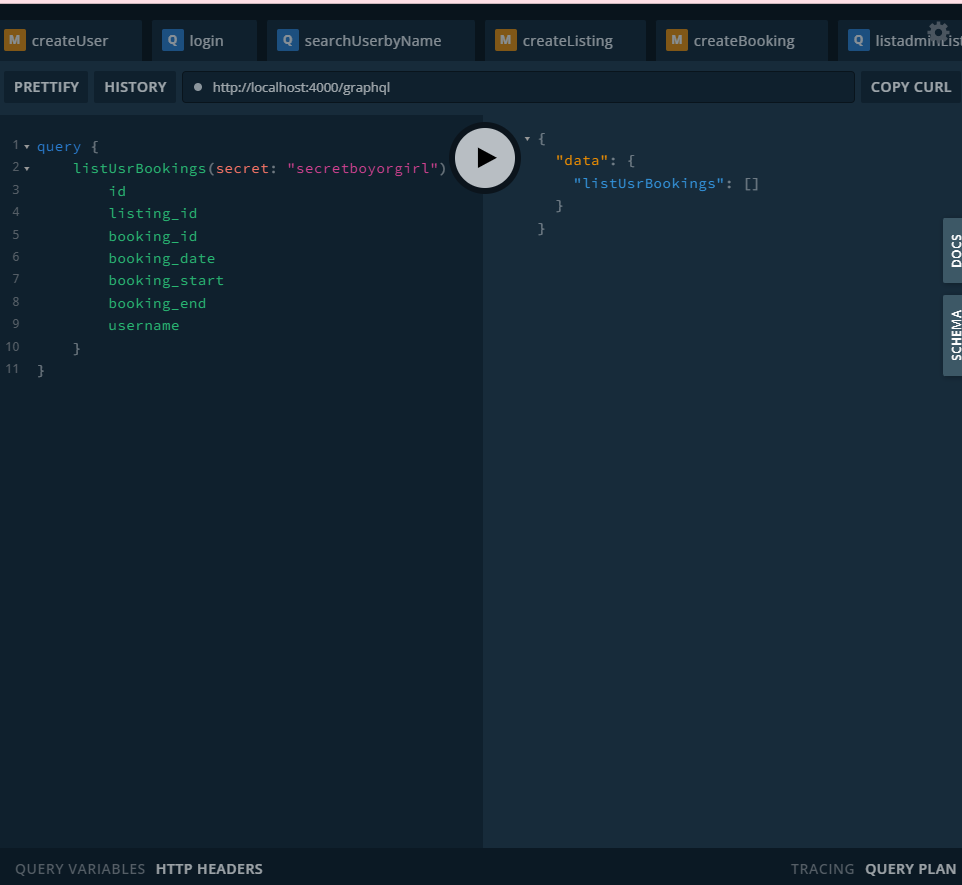 M createUser Q login Q searchUserbyName M createListing M createBooking Q listadminList
PRETTIFY HISTORY http://localhost:4000/graphql COPY CURL
1 query {
2 listUsrBookings(secret: "secretboyorgirl")
3 id
4 listing_id
5 booking_id
6 booking_date
7 booking_start
8 booking_end
9 username
10 }
11 }
{
"data": {
"listUsrBookings": []
}
}
DOCS
SCHEMA
QUERY VARIABLES HTTP HEADERS TRACING QUERY PLAN